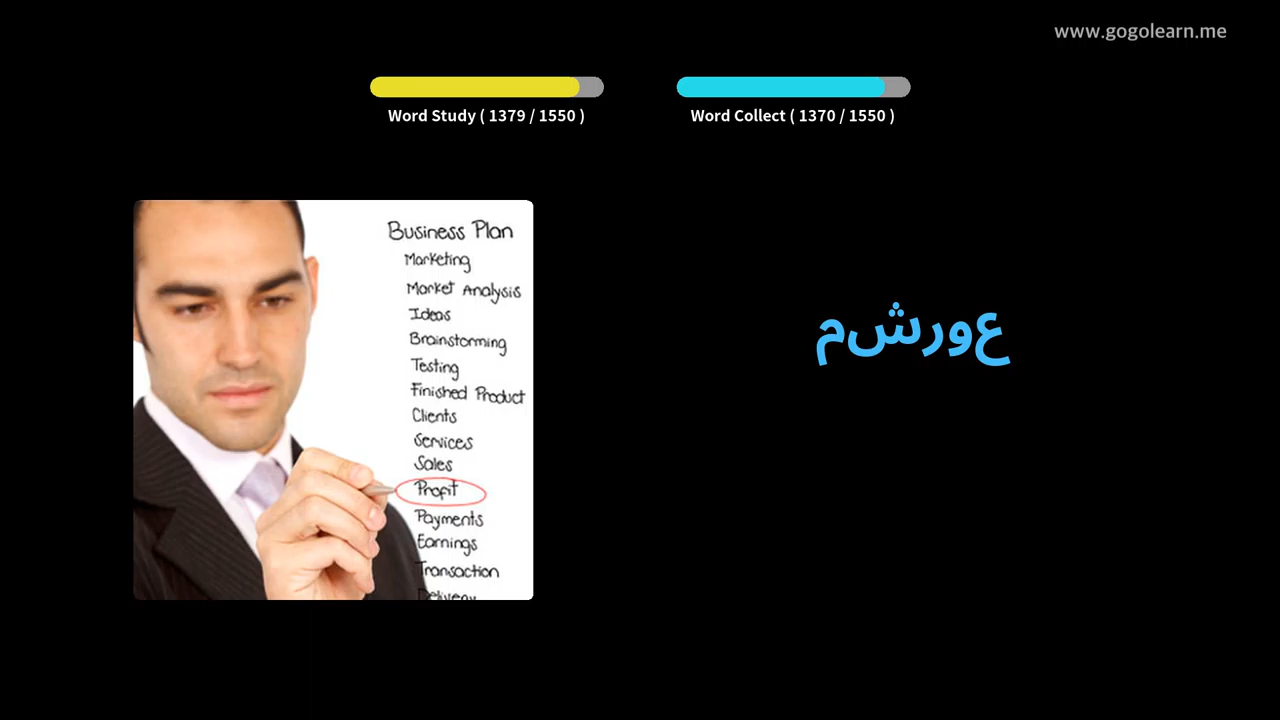 www.gogolearn.me
Word Study ( 1379 / 1550 )
Word Collect ( 1370 / 1550 )
Business Plan
Marketing
Market Analysis
Ideas
Brainstorming
Testing
Finished Product
Clients
Services
Sales
Profit
Payments
Earnings
Transaction
Delivery
مشروع